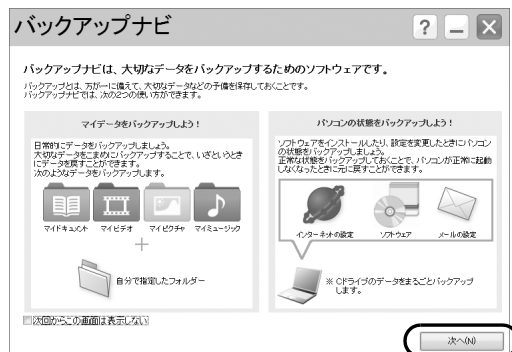 バックアップナビ
?
バックアップナビは、大切なデータをバックアップするためのソフトウェアです。
バックアップとは、万が一に備えて、大切なデータなどの予備を保存しておくことです。
バックアップナビでは、次の2つの使い方ができます。
マイデータをバックアップしよう！
日常的にデータをバックアップしましょう。
大切なデータをこまめにバックアップすることで、いざというとき
にデータを戻すことができます。
次のようなデータをバックアップします。
マイドキュメント マイビデオ マイピクチャ マイミュージック
自分で指定したフォルダー
パソコンの状態をバックアップしよう！
ソフトウェアをインストールしたり、設定を変更したときにパソコン
の状態をバックアップしましょう。
正常な状態をバックアップしておくことで、パソコンが正常に起動
しなくなったときに元に戻すことができます。
インターネットの設定 ソフトウェア メールの設定
※ Cドライブのデータをまるごとバックアップ
します。
次回からこの画面は表示しない
次へ(N)